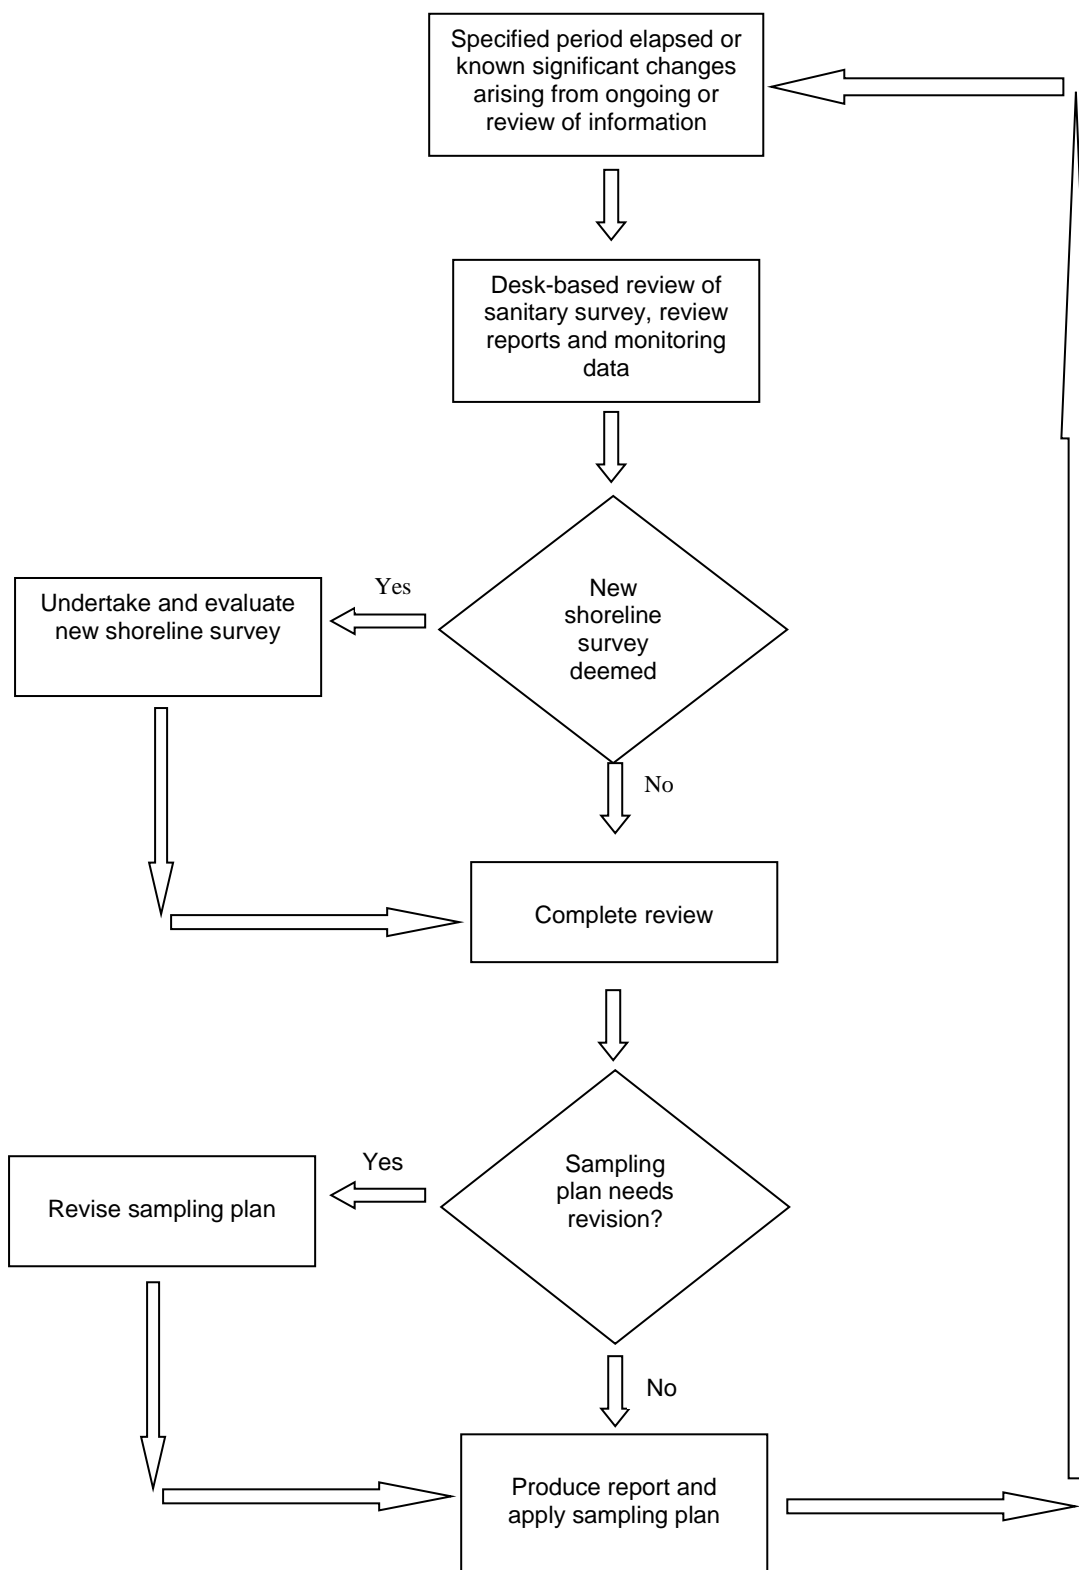 Specified period elapsed or
known significant changes
arising from ongoing or
review of information
Desk-based review of
sanitary survey, review
reports and monitoring
data
New
shoreline
survey
deemed
Yes
Undertake and evaluate
new shoreline survey
No
Complete review
Sampling
plan needs
revision?
Yes
Revise sampling plan
No
Produce report and
apply sampling plan